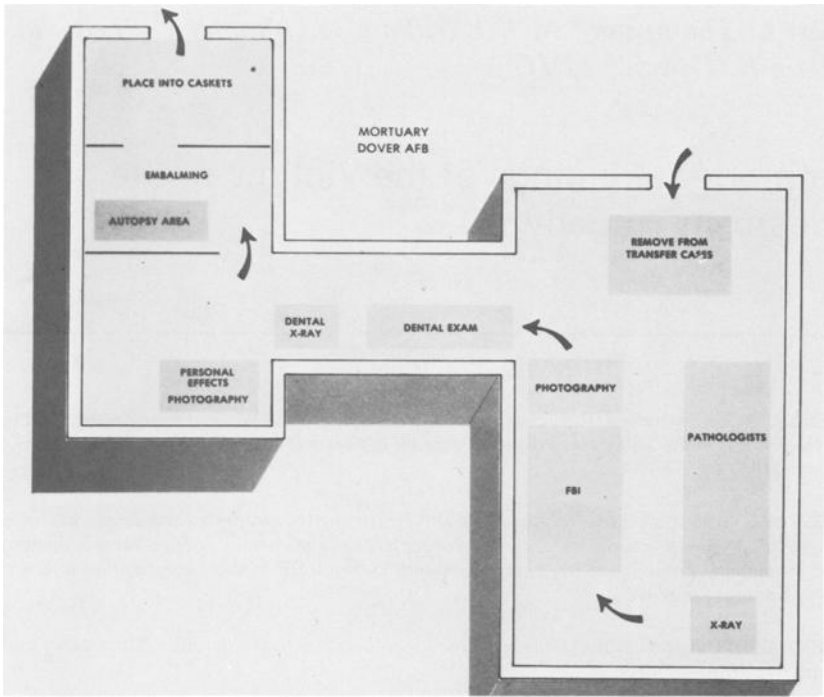 PLACE INTO CASKETS
MORTUARY
DOVER AFB
EMBALMING
AUTOPSY AREA
REMOVE FROM
TRANSFER CASES
DENTAL
X-RAY
DENTAL EXAM
PERSONAL
EFFECTS
PHOTOGRAPHY
PHOTOGRAPHY
PATHOLOGISTS
FBI
X-RAY